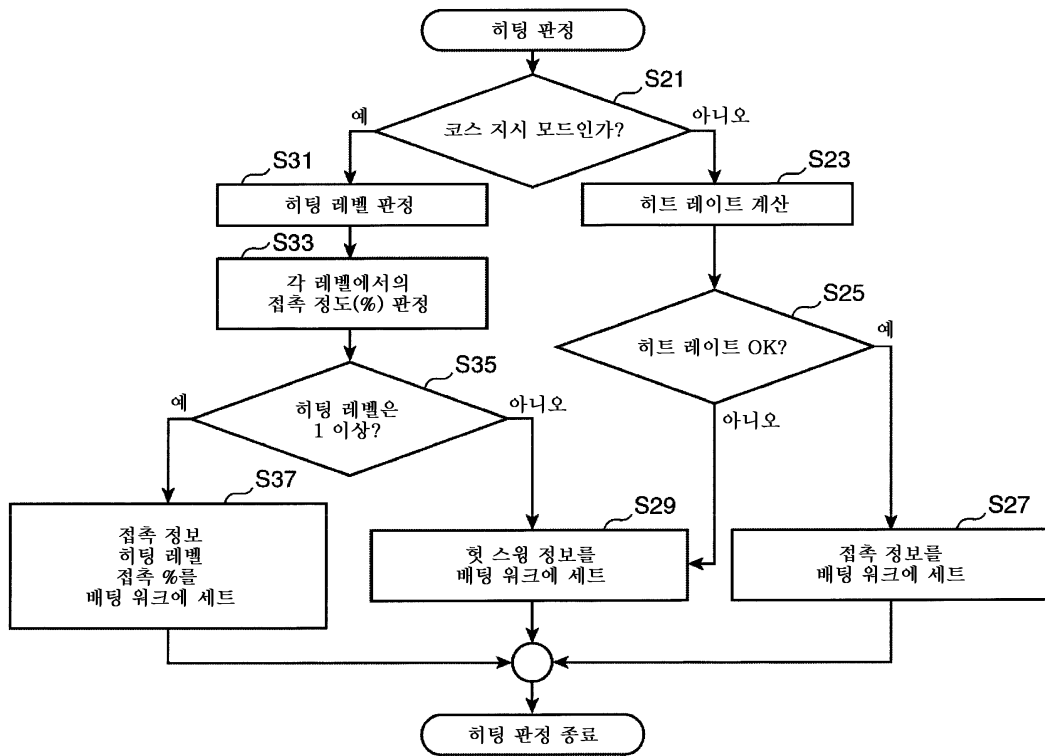 히팅 판정
S21
예
코스 지시 모드인가?
아니오
S31
히팅 레벨 판정
S23
히트 레이트 계산
S33
각 레벨에서의
접촉 정도(%) 판정
S25
히트 레이트 OK?
예
아니오
S35
예
히팅 레벨은
1 이상?
아니오
S37
접촉 정보
히팅 레벨
접촉 %를
배팅 워크에 세트
S29
헛 스윙 정보를
배팅 워크에 세트
S27
접촉 정보를
배팅 워크에 세트
히팅 판정 종료